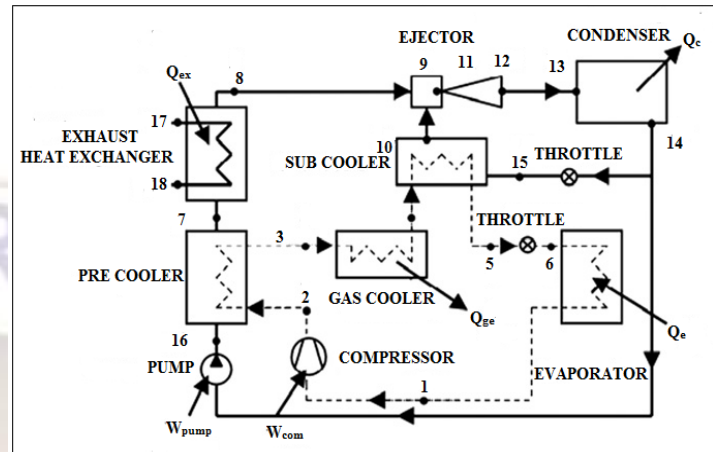 EJECTOR
CONDENSER
Qc
9
11
12
13
8
Qex
17
EXHAUST
HEAT EXCHANGER
18
10
SUB COOLER
15
THROTTLE
14
THROTTLE
7
3
5
6
PRE COOLER
2
GAS COOLER
Qge
Qe
16
PUMP
COMPRESSOR
EVAPORATOR
1
Wpump
Wcom